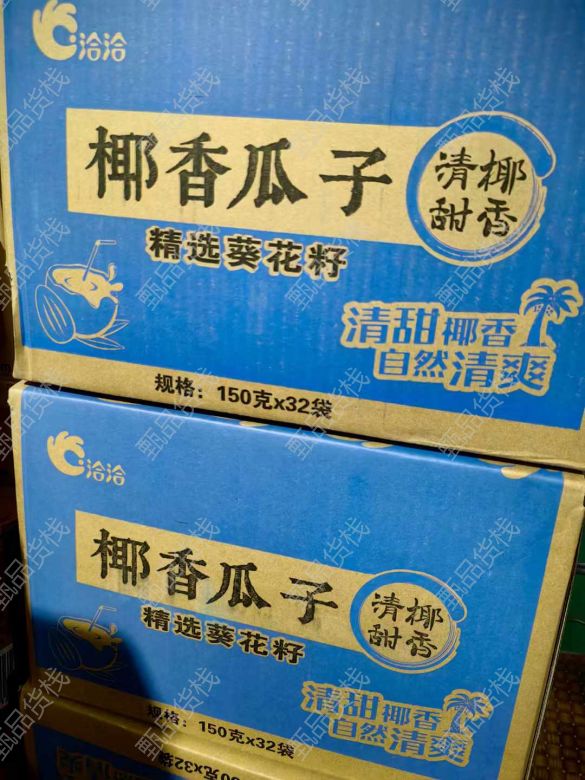 洽洽
椰香瓜子
清椰
甜香
精选葵花籽
清甜椰香
自然清爽
规格：150克x32袋
洽洽
椰香瓜子
清椰
甜香
精选葵花籽
清甜椰香
自然清爽
规格：150克x32袋
甄品货栈